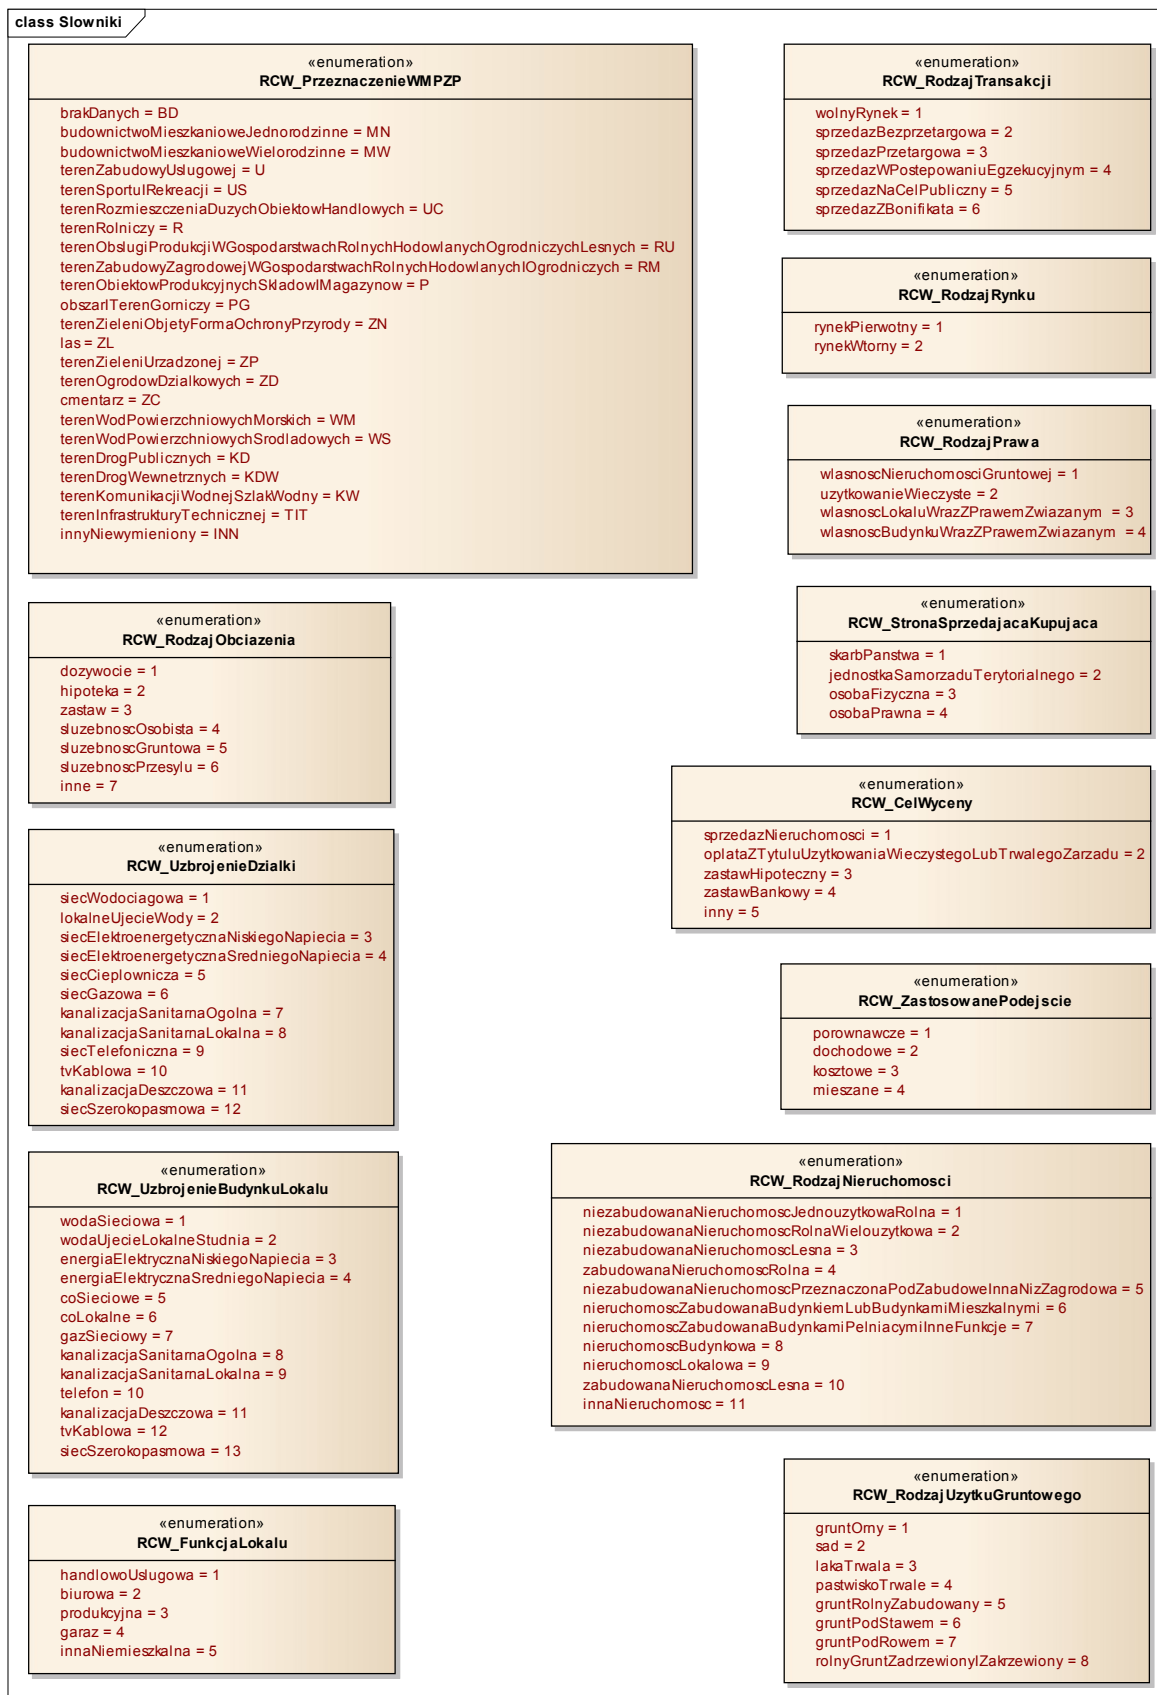 class Slowniki
«enumeration»
RCW_PrzeznaczenieWMPZP
brakDanych = BD
budownictwoMieszkanioweJednorodzinne = MN
budownictwoMieszkanioweWielorodzinne = MW
terenZabudowyUslugowej = U
terenSportuIRekreacji = US
terenRozmieszczeniaDuzychObiektowHandlowych = UC
terenRolniczy = R
terenObslugiProdukcjiWGospodarstwachRolnychHodowlanychOgrodniczychLesnych = RU
terenZabudowyZagrodowejWGospodarstwachRolnychHodowlanychIOgrodniczych = RM
terenObiektowProdukcyjnychSkladowIMagazynow = P
obszarITerenGorniczy = PG
terenZieleniObjetyFormaOchronyPrzyrody = ZN
las = ZL
terenZieleniUrzadzonej = ZP
terenOgrodowDzialkowych = ZD
cmentarz = ZC
terenWodPowierzchniowychMorskich = WM
terenWodPowierzchniowychSrodladowych = WS
terenDrogPublicznych = KD
terenDrogWewnetrznych = KDW
terenKomunikacjiWodnejSzlakWodny = KW
terenInfrastrukturyTechnicznej = TIT
innyNiewymieniony = INN
«enumeration»
RCW_RodzajObciazenia
dozywocie = 1
hipoteka = 2
zastaw = 3
sluzebnoscOsobista = 4
sluzebnoscGruntowa = 5
sluzebnoscPrzesylu = 6
inne = 7
«enumeration»
RCW_UzbrojenieDzialki
siecWodociagowa = 1
lokalneUjecieWody = 2
siecElektroenergetycznaNiskiegoNapiecia = 3
siecElektroenergetycznaSredniegoNapiecia = 4
siecCieplownicza = 5
siecGazowa = 6
kanalizacjaSanitarnaOgolna = 7
kanalizacjaSanitarnaLokalna = 8
siecTelefoniczna = 9
tvKablowa = 10
kanalizacjaDeszczowa = 11
siecSzerokopasmowa = 12
«enumeration»
RCW_UzbrojenieBudynkuLokalu
wodaSieciowa = 1
wodaUjecieLokalneStudnia = 2
energiaElektrycznaNiskiegoNapiecia = 3
energiaElektrycznaSredniegoNapiecia = 4
coSieciowe = 5
coLokalne = 6
gazSieciowy = 7
kanalizacjaSanitarnaOgolna = 8
kanalizacjaSanitarnaLokalna = 9
telefon = 10
kanalizacjaDeszczowa = 11
tvKablowa = 12
siecSzerokopasmowa = 13
«enumeration»
RCW_FunkcjaLokalu
handlowoUslugowa = 1
biurowa = 2
produkcyjna = 3
garaz = 4
innaNiemieszkalna = 5
«enumeration»
RCW_RodzajTransakcji
wolnyRynek = 1
sprzedazBezprzetargowa = 2
sprzedazPrzetargowa = 3
sprzedazWPostepowaniuEgzekucyjnym = 4
sprzedazNaCelPubliczny = 5
sprzedazZBonifikata = 6
«enumeration»
RCW_RodzajRynku
rynekPierwotny = 1
rynekWtorny = 2
«enumeration»
RCW_RodzajPrawa
wlasnoscNieruchomosciGruntowej = 1
uzytkowanieWieczyste = 2
wlasnoscLokaluWrazZPrawemZwiazanym = 3
wlasnoscBudynkuWrazZPrawemZwiazanym = 4
«enumeration»
RCW_StronaSprzedajacaKupujaca
skarbPanstwa = 1
jednostkaSamorzaduTerytorialnego = 2
osobaFizyczna = 3
osobaPrawna = 4
«enumeration»
RCW_CelWyceny
sprzedazNieruchomosci = 1
oplataZTytuluUzytkowaniaWieczystegoLubTrwalegoZarzadu = 2
zastawHipoteczny = 3
zastawBankowy = 4
inny = 5
«enumeration»
RCW_ZastosowanePodejscie
porownawcze = 1
dochodowe = 2
kosztowe = 3
mieszane = 4
«enumeration»
RCW_RodzajNieruchomosci
niezabudowanaNieruchomoscJednouzytkowaRolna = 1
niezabudowanaNieruchomoscRolnaWielouzytkowa = 2
niezabudowanaNieruchomoscLesna = 3
zabudowanaNieruchomoscRolna = 4
niezabudowanaNieruchomoscPrzeznaczonaPodZabudoweInnaNizZagrodowa = 5
nieruchomoscZabudowanaBudynkiemLubBudynkamiMieszkalnymi = 6
nieruchomoscZabudowanaBudynkamiPelniacymiInneFunkcje = 7
nieruchomoscBudynkowa = 8
nieruchomoscLokalowa = 9
zabudowanaNieruchomoscLesna = 10
innaNieruchomosc = 11
«enumeration»
RCW_RodzajUzytkuGruntowego
gruntOrny = 1
sad = 2
lakaTrwala = 3
pastwiskoTrwale = 4
gruntRolnyZabudowany = 5
gruntPodStawem = 6
gruntPodRowem = 7
rolnyGruntZadrzewionyIZakrzewiony = 8